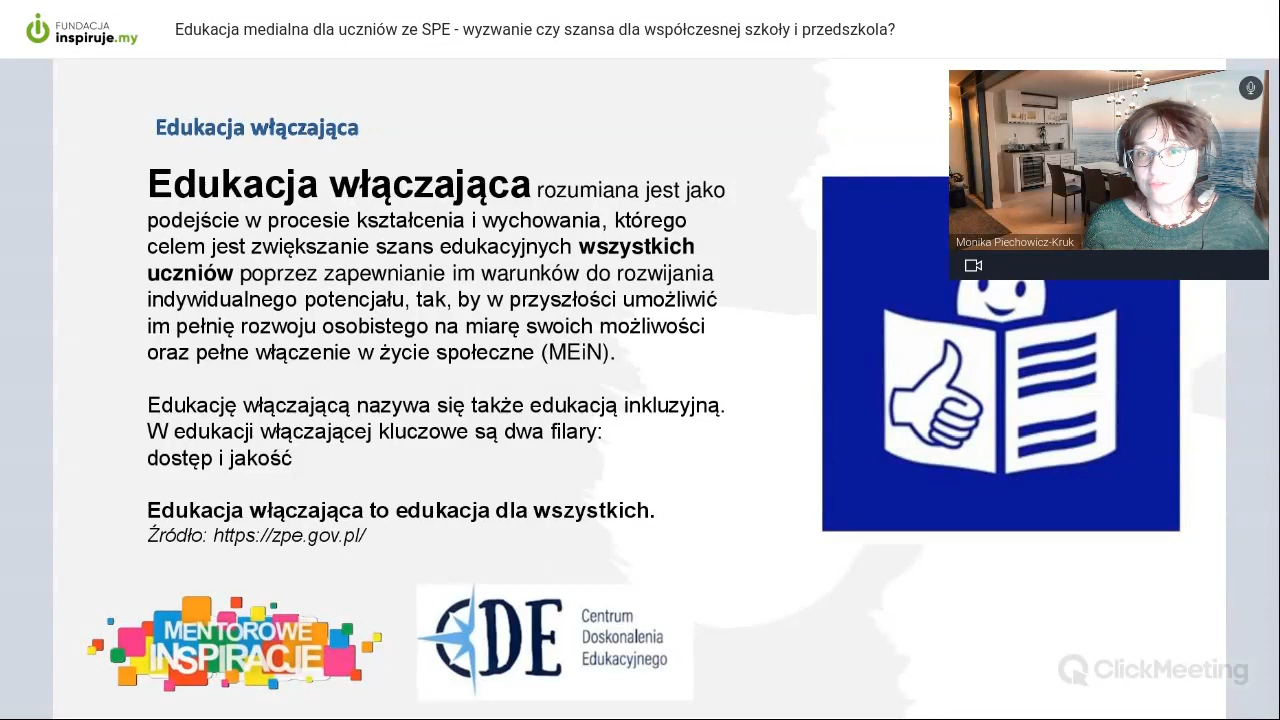 FUNDACJA
inspiruje.my
Edukacja medialna dla uczniów ze SPE - wyzwanie czy szansa dla współczesnej szkoły i przedszkola?
Edukacja włączająca
Edukacja włączająca rozumiana jest jako
podejście w procesie kształcenia i wychowania, którego
celem jest zwiększanie szans edukacyjnych wszystkich
uczniów poprzez zapewnianie im warunków do rozwijania
indywidualnego potencjału, tak, by w przyszłości umożliwić
im pełnię rozwoju osobistego na miarę swoich możliwości
oraz pełne włączenie w życie społeczne (MEiN).
Edukację włączającą nazywa się także edukacją inkluzyjną.
W edukacji włączającej kluczowe są dwa filary:
dostęp i jakość
Edukacja włączająca to edukacja dla wszystkich.
Źródło: https://zpe.gov.pl/
Monika Piechowicz-Kruk
MENTOROWE
INSPIRACJE
CDE
Centrum
Doskonalenia
Edukacyjnego
ClickMeeting